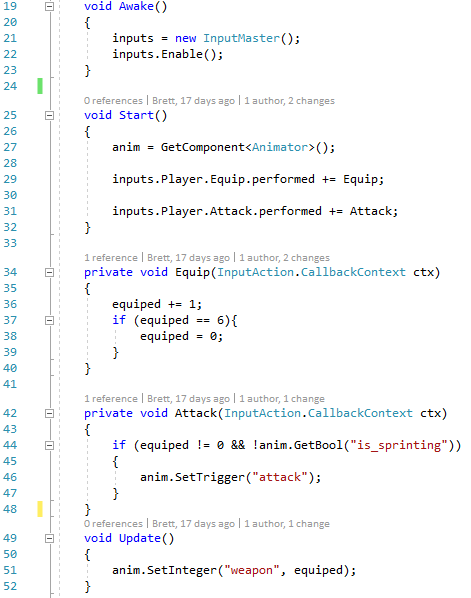 19 void Awake()
20 {
21 inputs = new InputMaster();
22 inputs.Enable();
23 }
24
0 references | Brett, 17 days ago | 1 author, 2 changes
25 void Start()
26 {
27 anim = GetComponent<Animator>();
28
29 inputs.Player.Equip.performed += Equip;
30
31 inputs.Player.Attack.performed += Attack;
32 }
33
1 reference | Brett, 17 days ago | 1 author, 2 changes
34 private void Equip(InputAction.CallbackContext ctx)
35 {
36 equiped += 1;
37 if (equiped == 6){
38 equiped = 0;
39 }
40 }
41
1 reference | Brett, 17 days ago | 1 author, 1 change
42 private void Attack(InputAction.CallbackContext ctx)
43 {
44 if (equiped != 0 && !anim.GetBool("is_sprinting"))
45 {
46 anim.SetTrigger("attack");
47 }
48 }
0 references | Brett, 17 days ago | 1 author, 1 change
49 void Update()
50 {
51 anim.SetInteger("weapon", equiped);
52 }